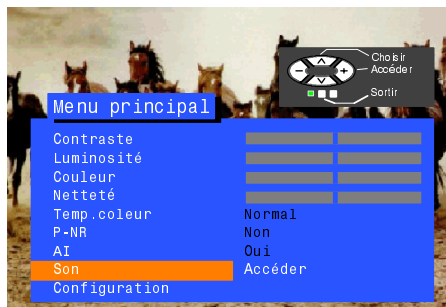 Choisir
Accéder
Sortir
Menu principal
Contraste
Luminosité
Couleur
Netteté
Temp.coleur Normal
P-NR Non
AI Oui
Son Accéder
Configuration